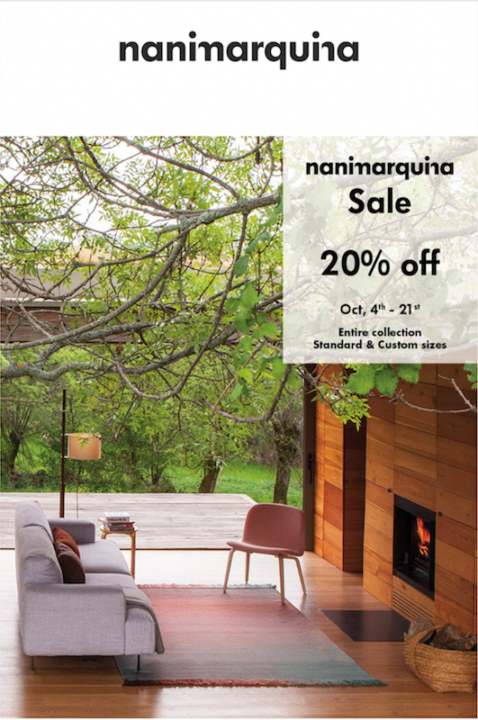 nanimarquina
nanimarquina
Sale
20% off
Oct, 4th - 21st
Entire collection
Standard & Custom sizes